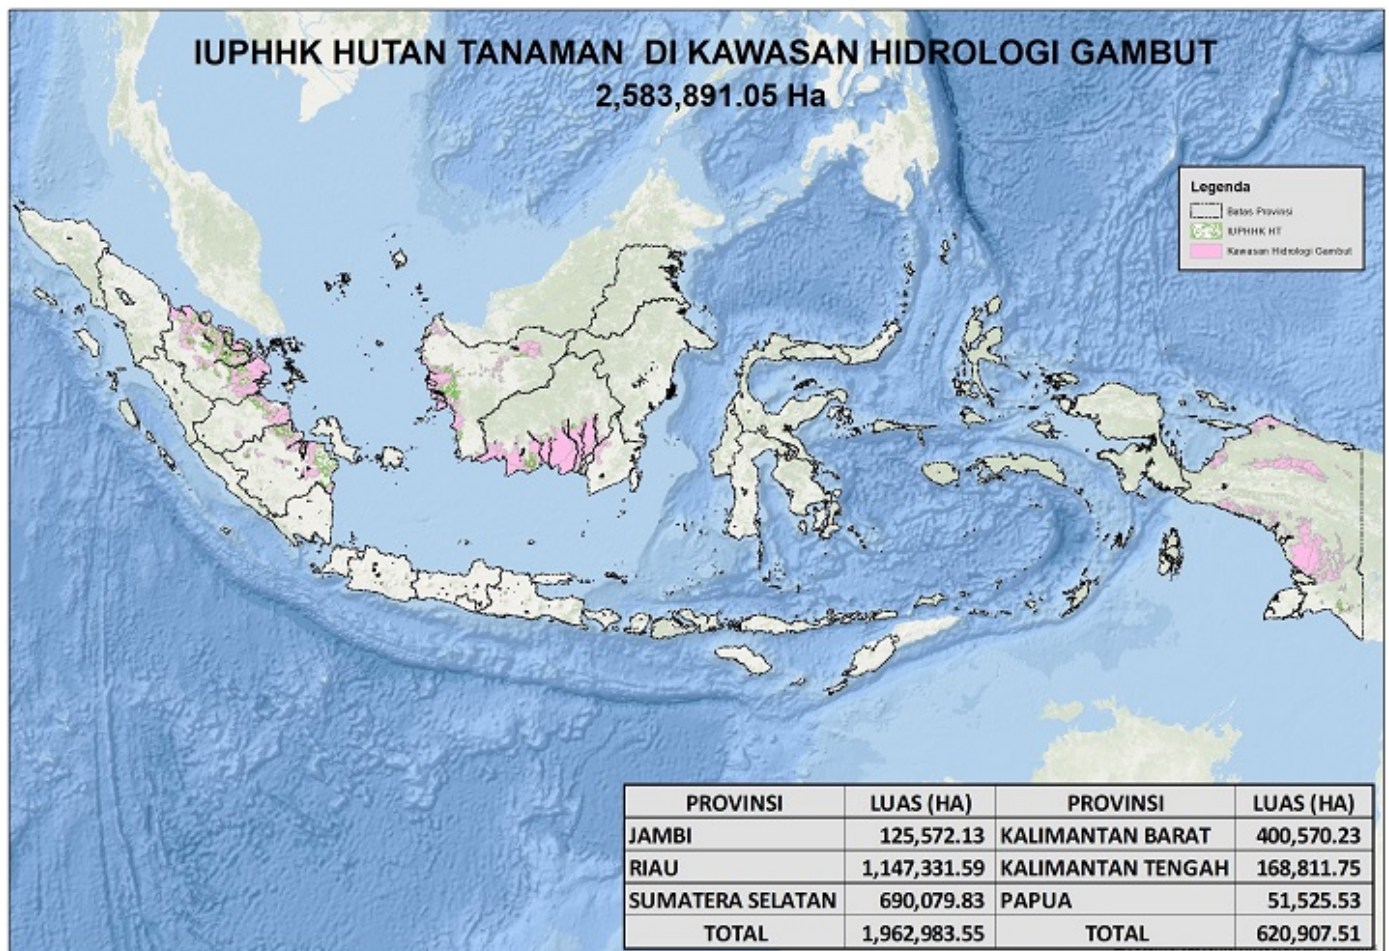 IUPHHK HUTAN TANAMAN DI KAWASAN HIDROLOGI GAMBUT
2,583,891.05 Ha
Legenda
Batas Provinsi
IUPHHK HT
Kawasan Hidrologi Gambut
PROVINSI LUAS (HA) PROVINSI LUAS (HA)
JAMBI 125,572.13 KALIMANTAN BARAT 400,570.23
RIAU 1,147,331.59 KALIMANTAN TENGAH 168,811.75
SUMATERA SELATAN 690,079.83 PAPUA 51,525.53
TOTAL 1,962,983.55 TOTAL 620,907.51